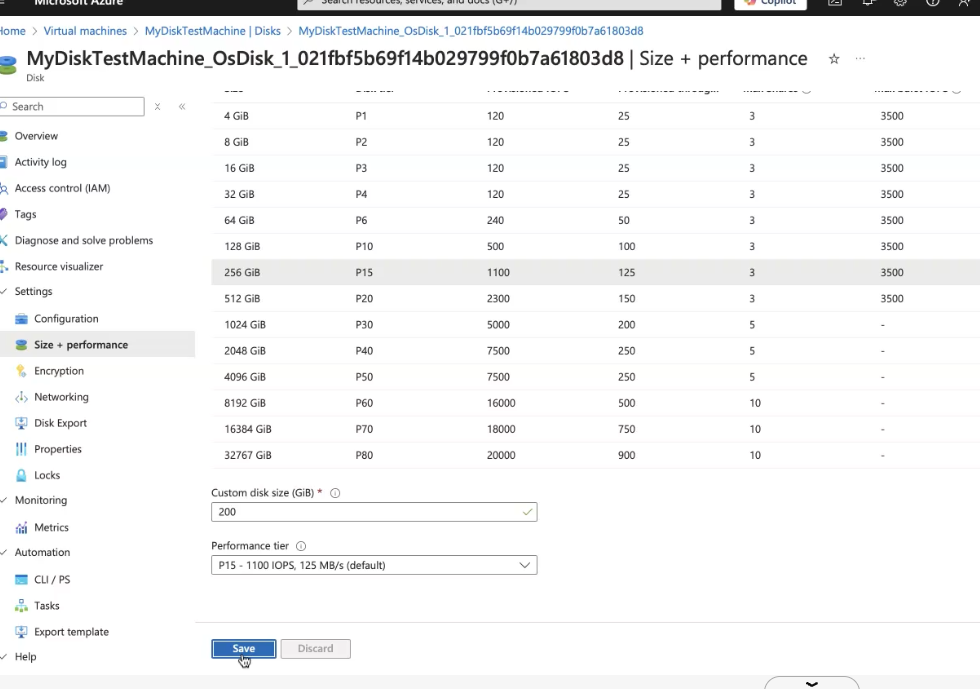 Microsoft Azure
Search resources, services, and docs (G+/)
Copilot
Home > Virtual machines > MyDiskTestMachine | Disks > MyDiskTestMachine_OsDisk_1_021fbf5b69f14b029799f0b7a61803d8
MyDiskTestMachine_OsDisk_1_021fbf5b69f14b029799f0b7a61803d8 | Size + performance
Disk
Search
Overview
Activity log
Access control (IAM)
Tags
Diagnose and solve problems
Resource visualizer
Settings
Configuration
Size + performance
Encryption
Networking
Disk Export
Properties
Locks
Monitoring
Metrics
Automation
CLI / PS
Tasks
Export template
Help
4 GiB P1 120 25 3 3500
8 GiB P2 120 25 3 3500
16 GiB P3 120 25 3 3500
32 GiB P4 120 25 3 3500
64 GiB P6 240 50 3 3500
128 GiB P10 500 100 3 3500
256 GiB P15 1100 125 3 3500
512 GiB P20 2300 150 3 3500
1024 GiB P30 5000 200 5 -
2048 GiB P40 7500 250 5 -
4096 GiB P50 7500 250 5 -
8192 GiB P60 16000 500 10 -
16384 GiB P70 18000 750 10 -
32767 GiB P80 20000 900 10 -
Custom disk size (GiB) *
200
Performance tier
P15 - 1100 IOPS, 125 MB/s (default)
Save Discard